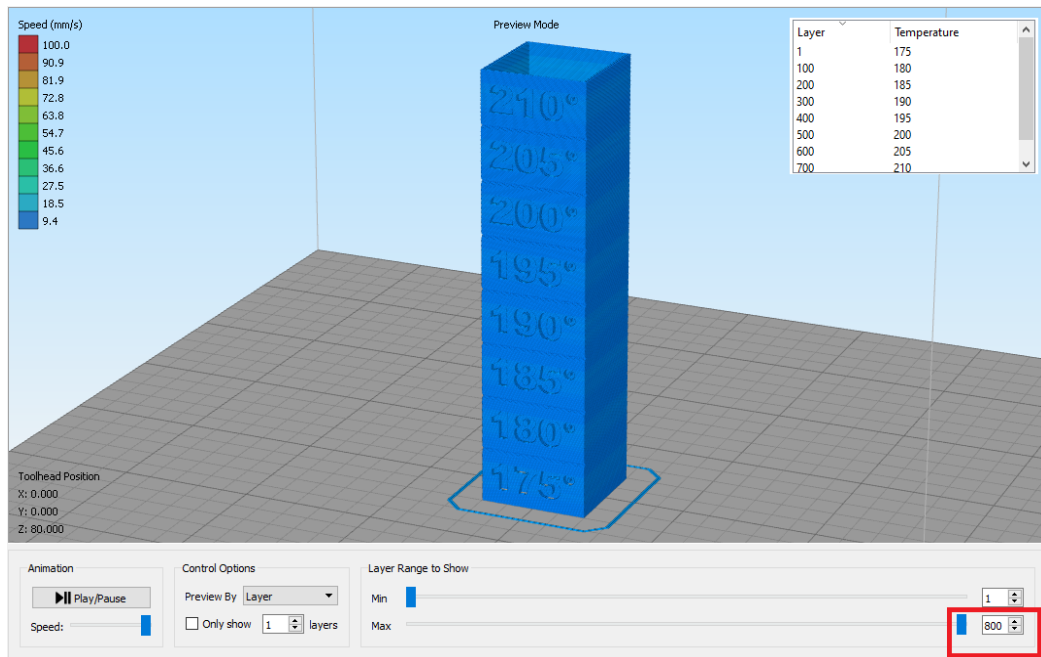 Speed (mm/s)
100.0
90.9
81.9
72.8
63.8
54.7
45.6
36.6
27.5
18.5
9.4
Preview Mode
Layer Temperature
1 175
100 180
200 185
300 190
400 195
500 200
600 205
700 210
210°
205°
200°
195°
190°
185°
180°
175°
Toolhead Position
X: 0.000
Y: 0.000
Z: 80.000
Animation
Play/Pause
Speed:
Control Options
Preview By Layer
Only show 1 layers
Layer Range to Show
Min 1
Max 800